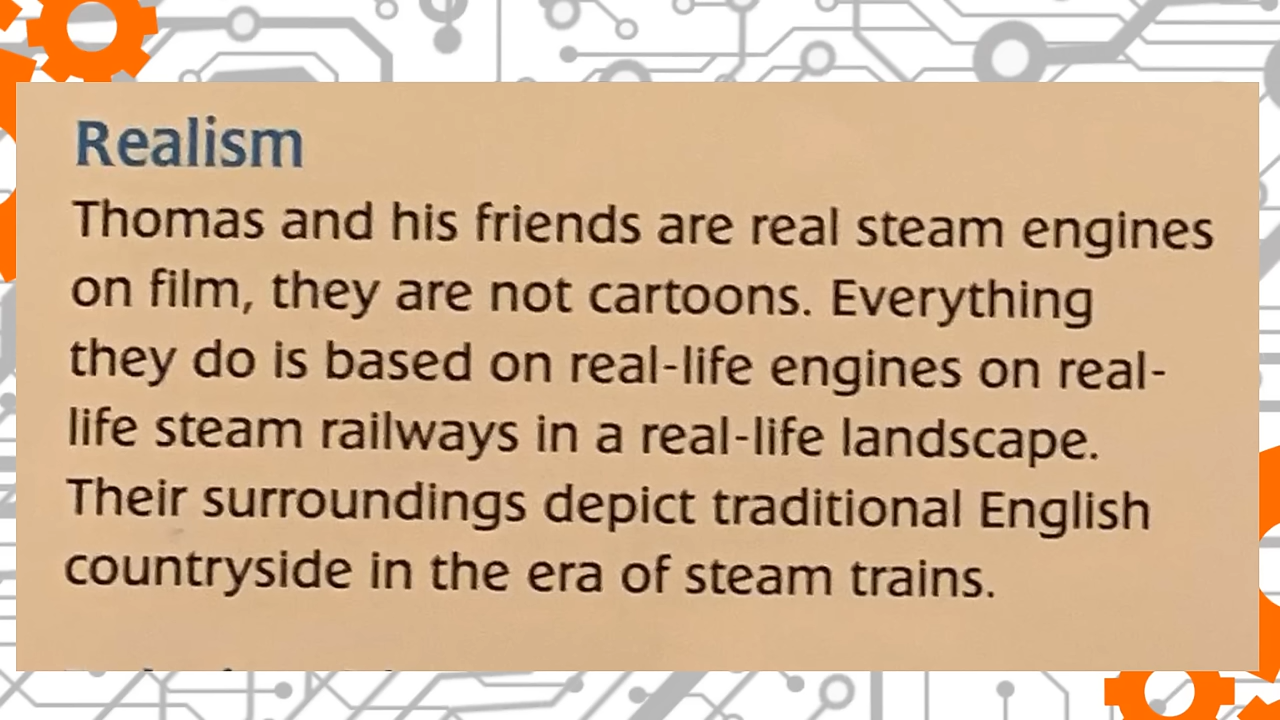 Realism
Thomas and his friends are real steam engines
on film, they are not cartoons. Everything
they do is based on real-life engines on real-
life steam railways in a real-life landscape.
Their surroundings depict traditional English
countryside in the era of steam trains.